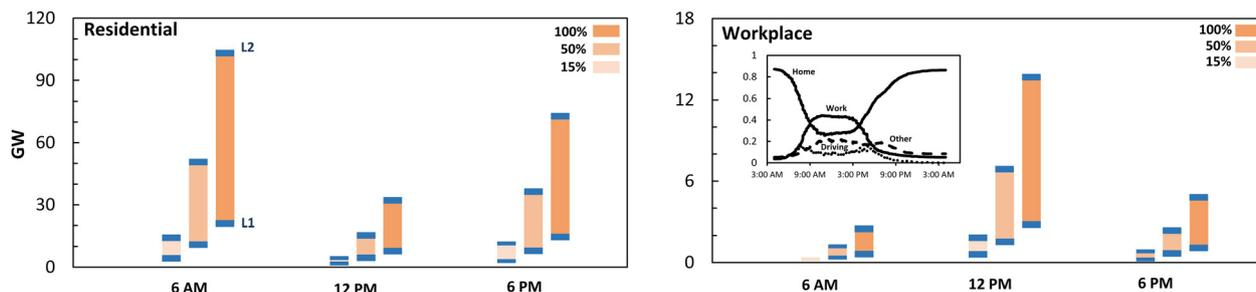 120
90
60
30
0
GW
Residential
100%
50%
15%
L2
L1
6 AM
12 PM
6 PM
18
12
6
0
Workplace
100%
50%
15%
1
0.8
0.6
0.4
0.2
0
Home
Work
Other
Driving
3:00 AM 9:00 AM 3:00 PM 9:00 PM 3:00 AM
6 AM
12 PM
6 PM